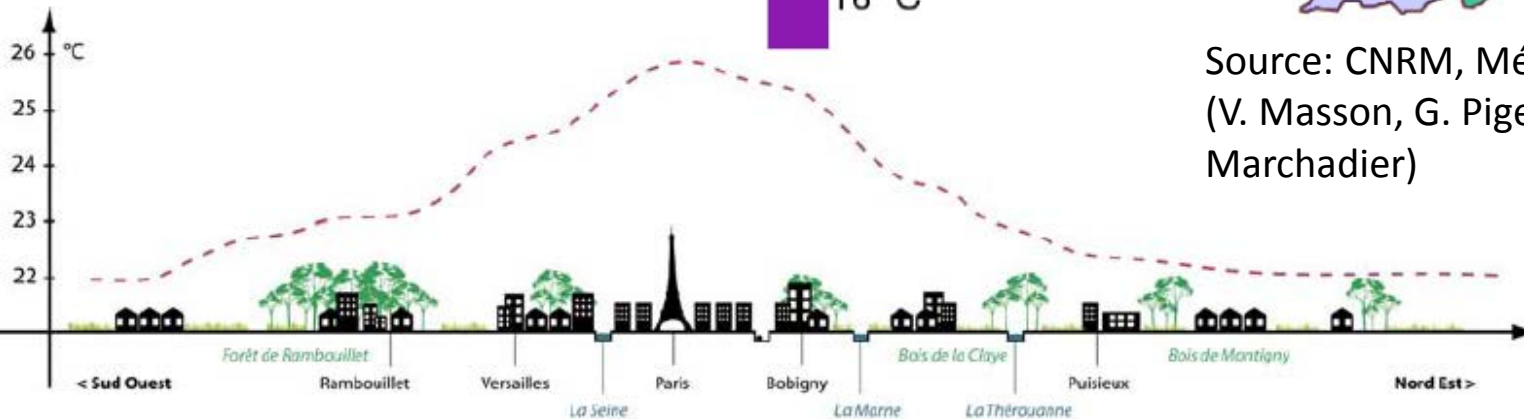 Source: CNRM, Mé
(V. Masson, G. Pige
Marchadier)
26 °C
25
24
23
22
Forêt de Rambouillet
Bois de la Claye
Bois de Montigny
< Sud Ouest
Rambouillet
Versailles
Paris
Bobigny
Puisieux
Nord Est >
La Seine
La Marne
La Thérouanne